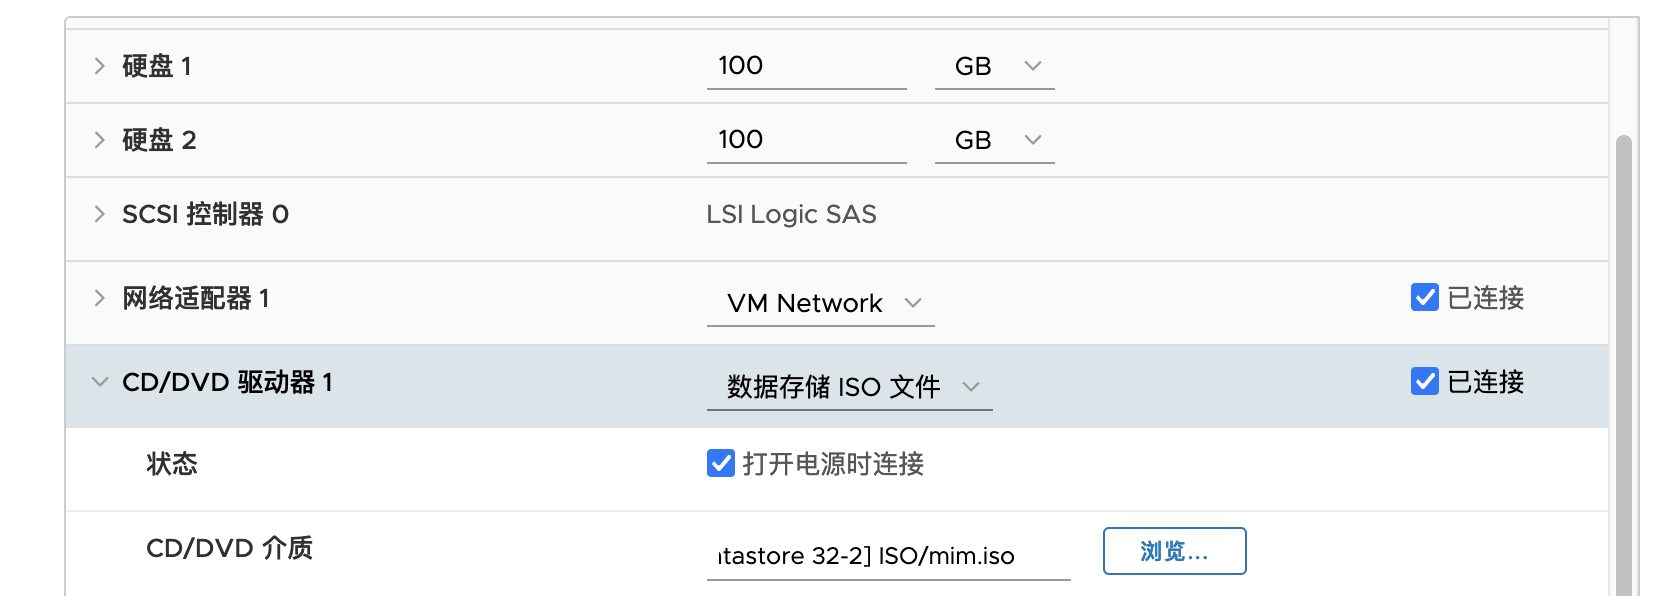 硬盘 1 100 GB
硬盘 2 100 GB
SCSI 控制器 0 LSI Logic SAS
网络适配器 1 VM Network 已连接
CD/DVD 驱动器 1 数据存储 ISO 文件 已连接
状态 打开电源时连接
CD/DVD 介质 tastore 32-2] ISO/mim.iso 浏览...